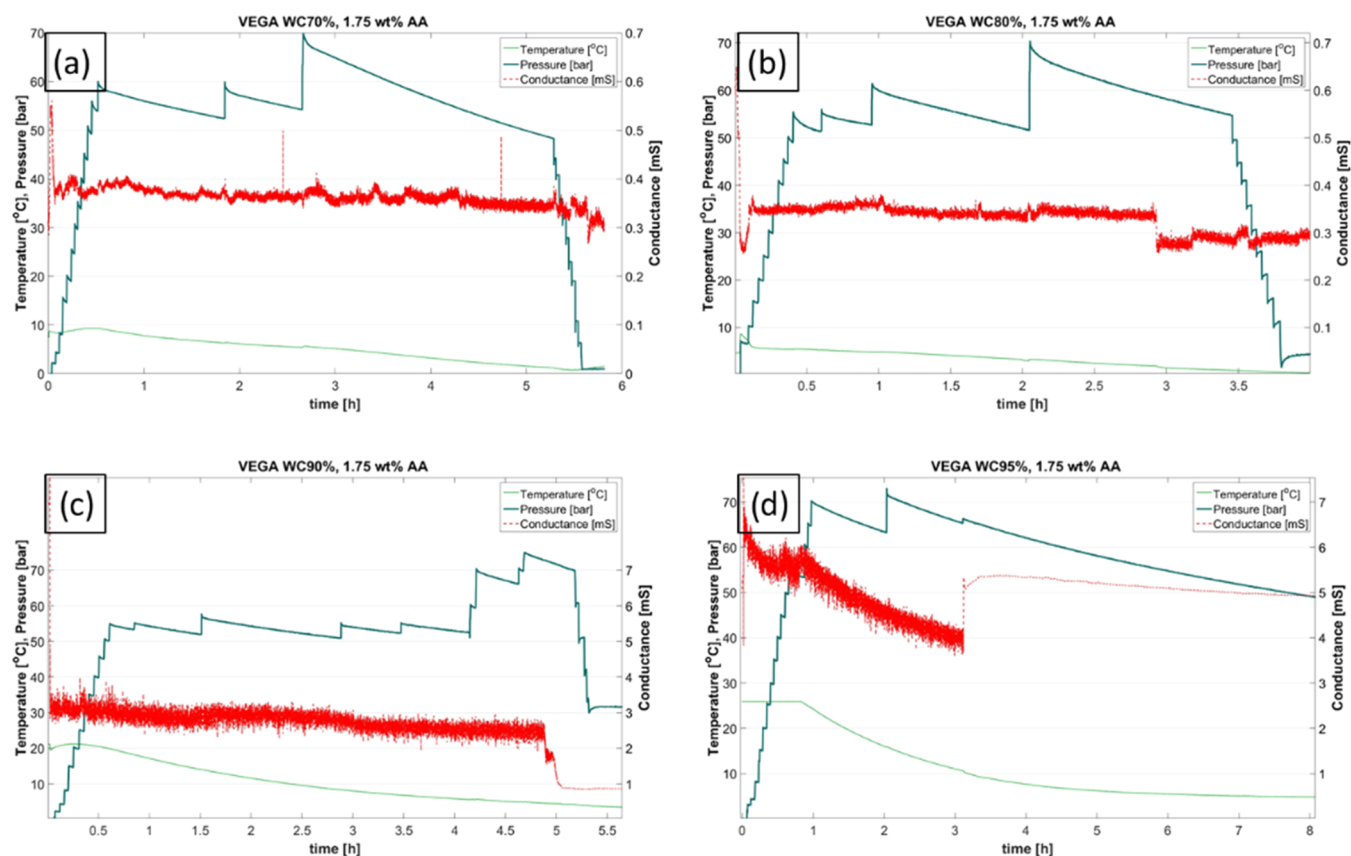 VEGA WC70%, 1.75 wt% AA
(a)
Temperature [°C]
Pressure [bar]
Conductance [mS]
Temperature [°C], Pressure [bar]
70
60
50
40
30
20
10
0
0.7
0.6
0.5
0.4
0.3
0.2
0.1
0
Conductance [mS]
0 1 2 3 4 5 6
time [h]
VEGA WC80%, 1.75 wt% AA
(b)
Temperature [°C]
Pressure [bar]
Conductance [mS]
Temperature [°C], Pressure [bar]
70
60
50
40
30
20
10
0.7
0.6
0.5
0.4
0.3
0.2
0.1
Conductance [mS]
0.5 1 1.5 2 2.5 3 3.5
time [h]
VEGA WC90%, 1.75 wt% AA
(c)
Temperature [°C]
Pressure [bar]
Conductance [mS]
Temperature [°C], Pressure [bar]
70
60
50
40
30
20
10
7
6
5
4
3
2
1
Conductance [mS]
0.5 1 1.5 2 2.5 3 3.5 4 4.5 5 5.5
time [h]
VEGA WC95%, 1.75 wt% AA
(d)
Temperature [°C]
Pressure [bar]
Conductance [mS]
Temperature [°C], Pressure [bar]
70
60
50
40
30
20
10
7
6
5
4
3
2
1
Conductance [mS]
0 1 2 3 4 5 6 7 8
time [h]